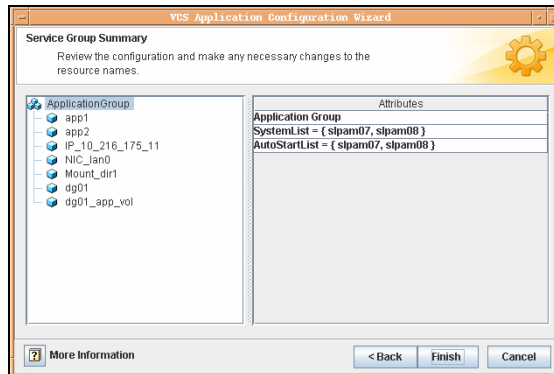 VCS Application Configuration Wizard
Service Group Summary
Review the configuration and make any necessary changes to the
resource names.
ApplicationGroup
app1
app2
IP_10_216_175_11
NIC_lan0
Mount_dir1
dg01
dg01_app_vol
Attributes
Application Group
SystemList = { slpam07, slpam08 }
AutoStartList = { slpam07, slpam08 }
? More Information
< Back
Finish
Cancel